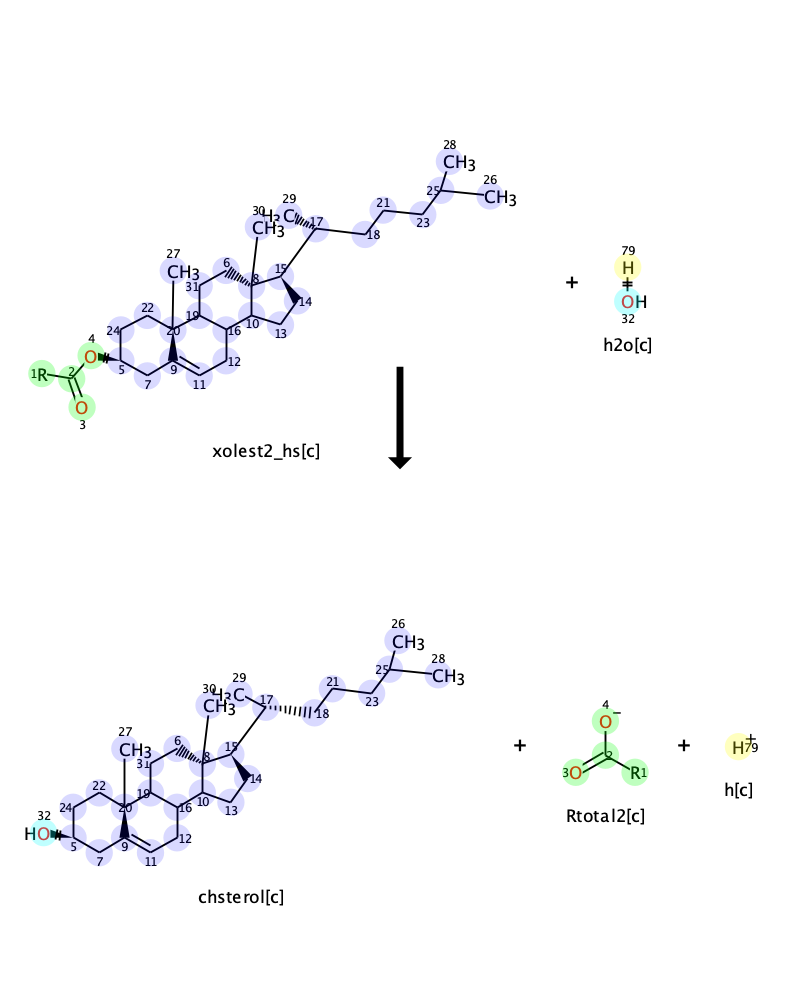 28
CH3
26
CH3
25
21
29
H3C
17
30
CH3
23
18
27
CH3
6
8
15
31
14
79
H
+
OH
32
h2o[c]
22
19
10
13
24
20
16
4
O
5
7
9
11
12
1R
2
O
3
xolest2_hs[c]
26
CH3
28
CH3
25
21
29
H3C
17
30
CH3
23
18
27
CH3
6
8
15
31
14
4
O−
+
2
+
H+79
3O
R1
h[c]
Rtotal2[c]
22
19
10
13
24
20
16
32
HO
5
7
9
11
12
chsterol[c]